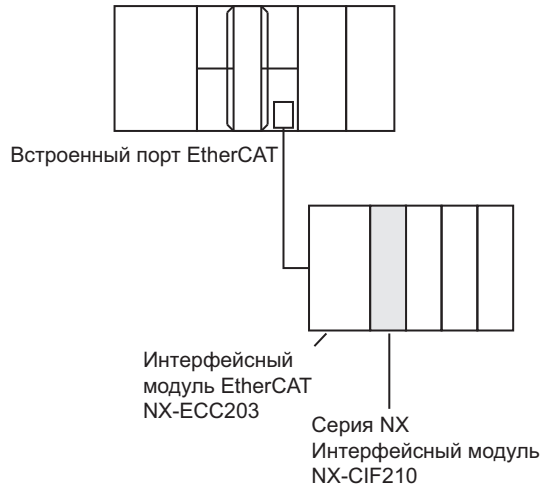 Встроенный порт EtherCAT
Интерфейсный
модуль EtherCAT
NX-ECC203
Серия NX
Интерфейсный модуль
NX-CIF210